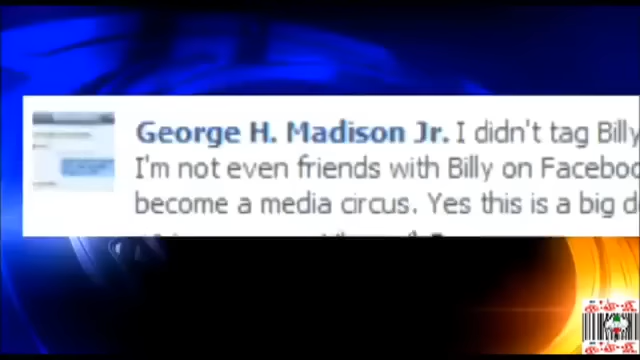 George H. Madison Jr. I didn't tag Billy
I'm not even friends with Billy on Faceboo
become a media circus. Yes this is a big d